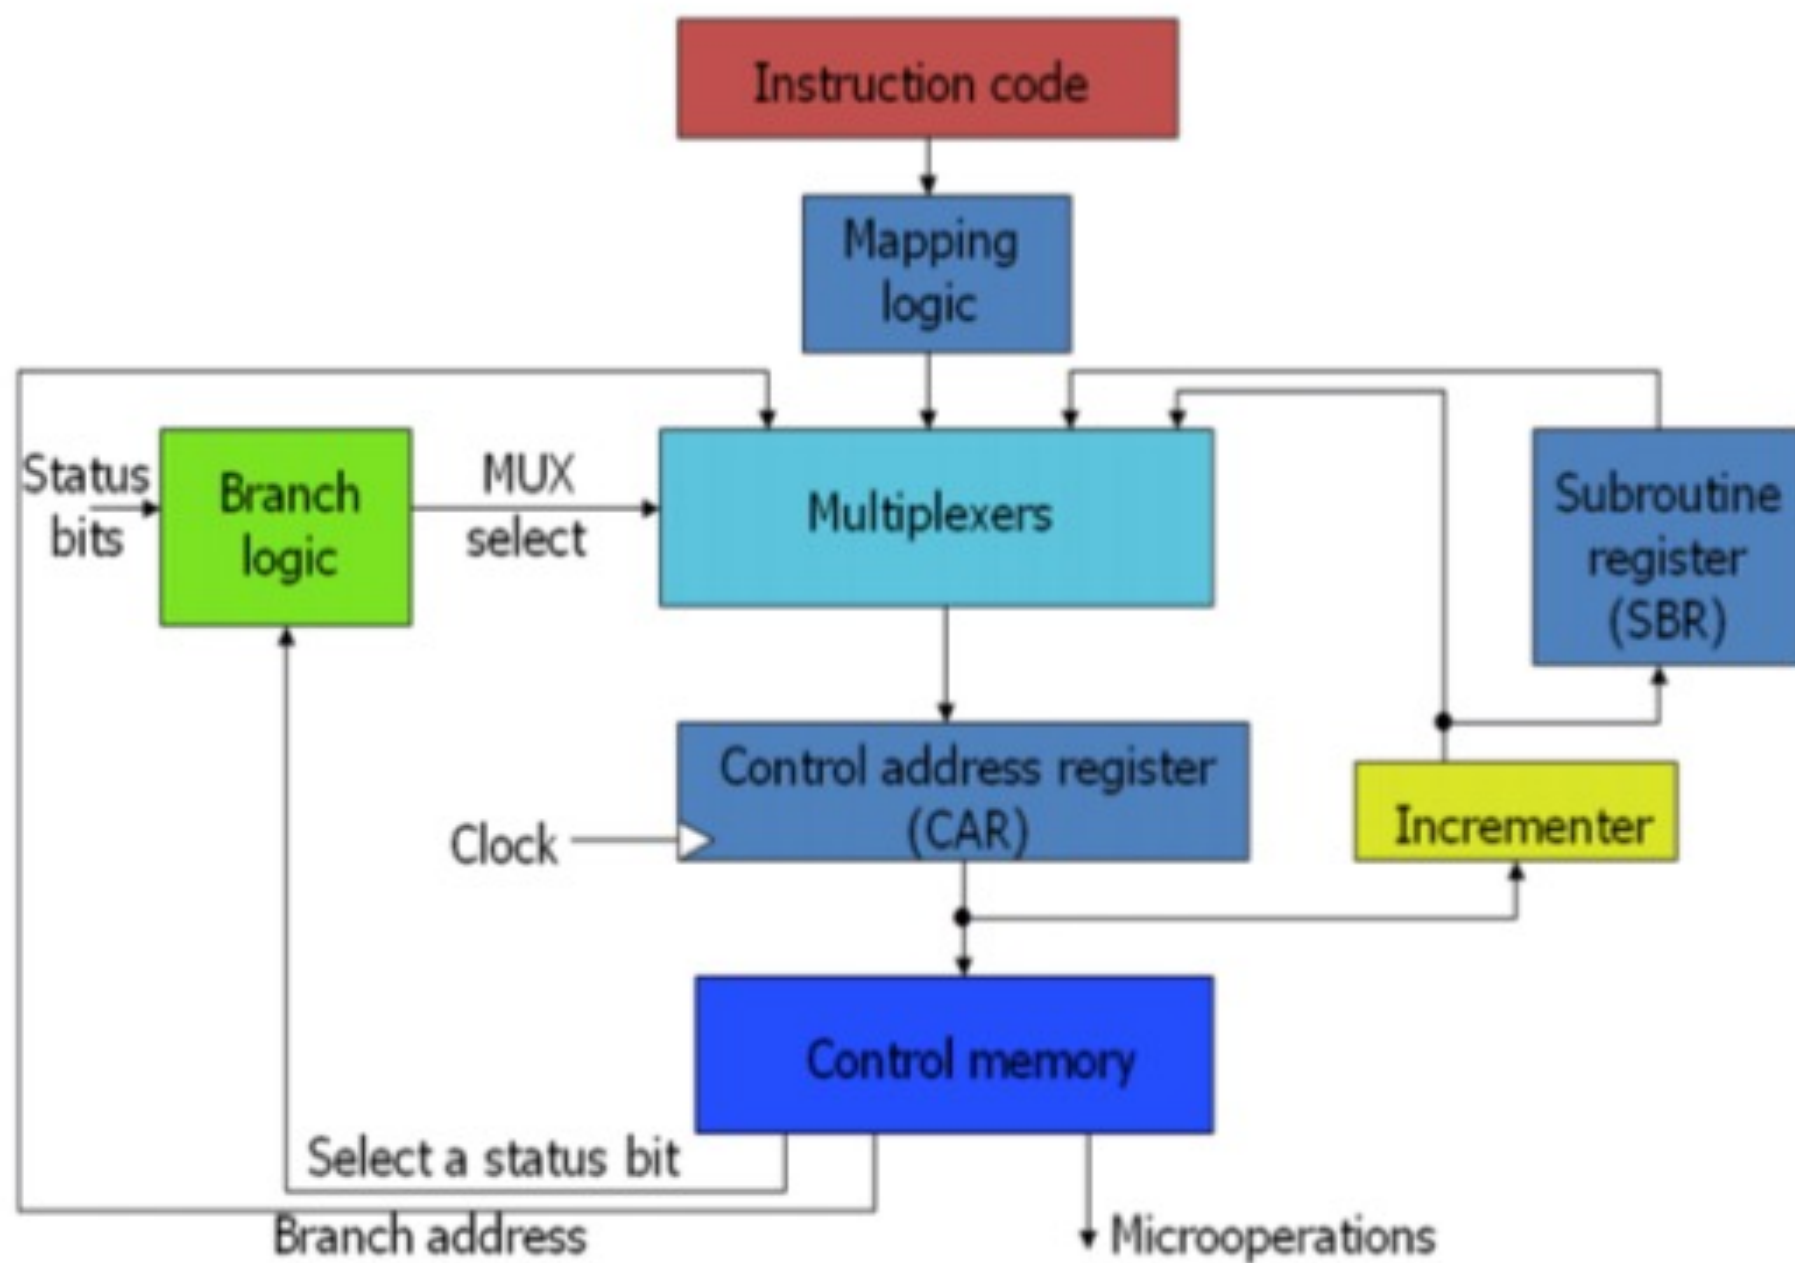 Instruction code
Mapping
logic
Status
bits
Branch
logic
MUX
select
Multiplexers
Subroutine
register
(SBR)
Control address register
(CAR)
Clock
Incrementer
Control memory
Select a status bit
Branch address
Microoperations